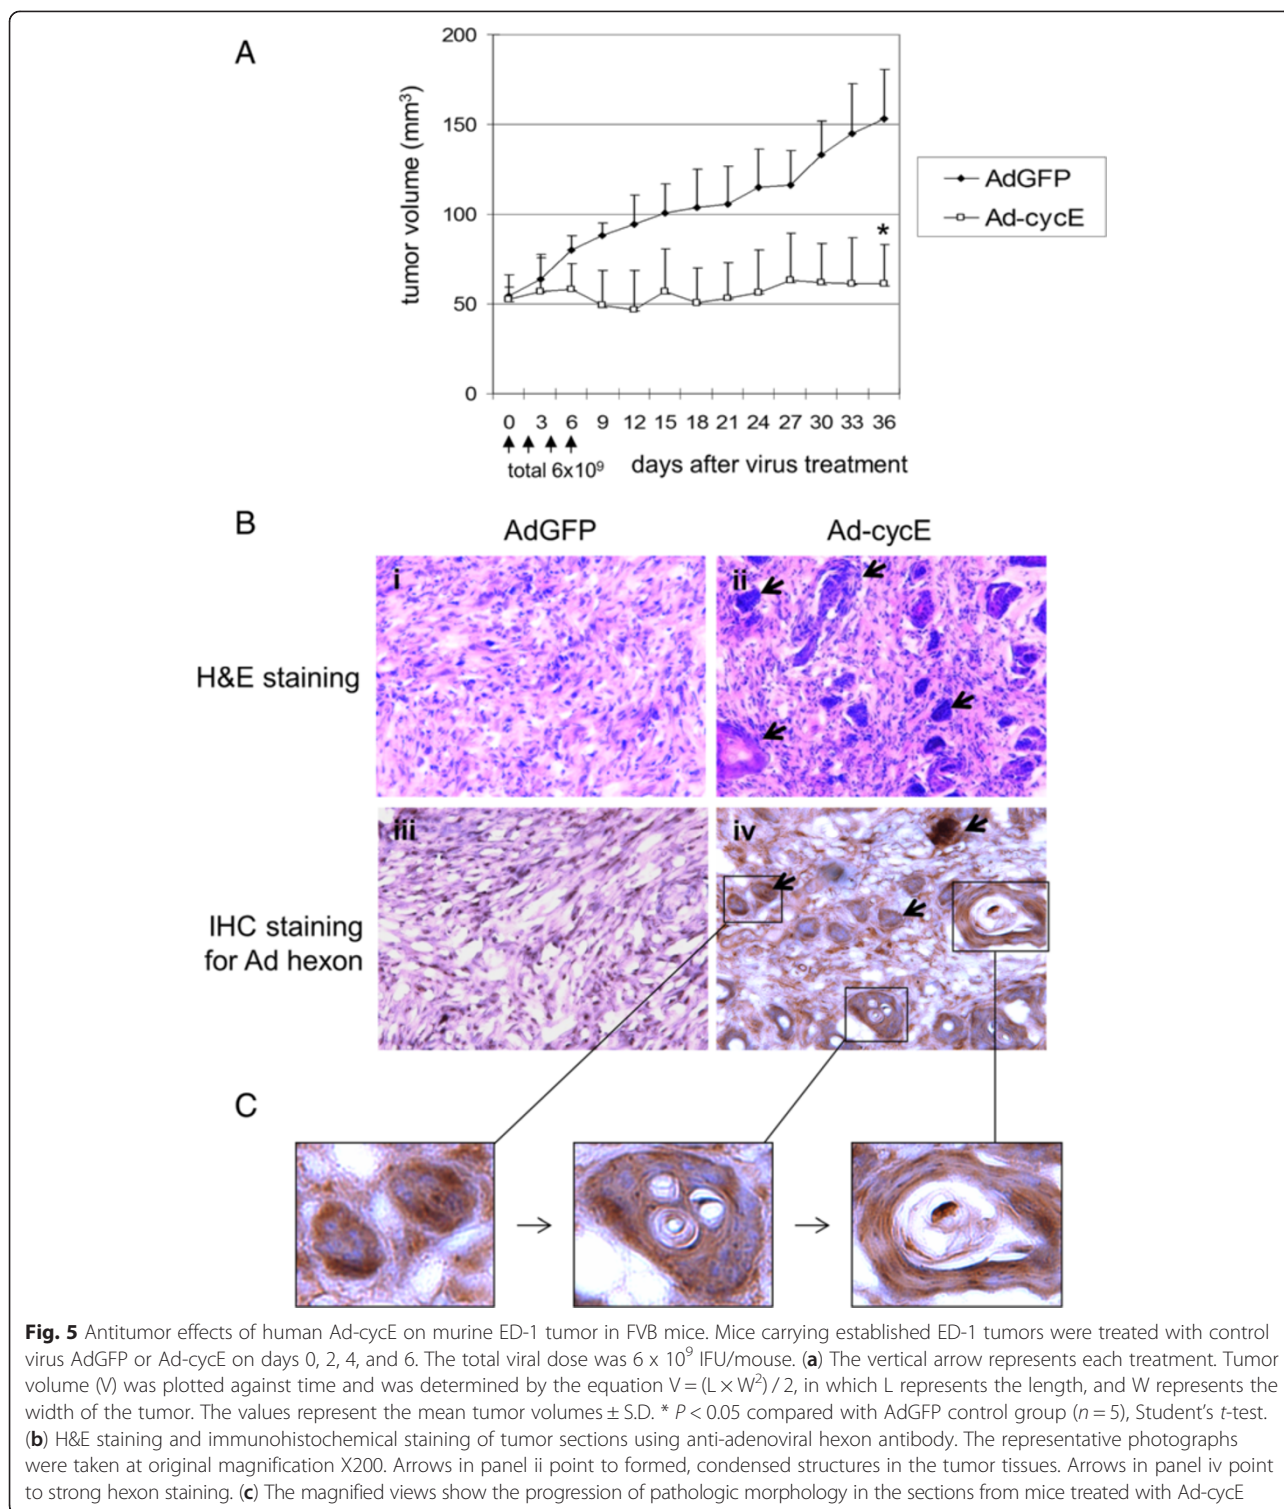 A
200
150
100
50
0
tumor volume (mm³)
AdGFP
Ad-cycE
*
0 3 6 9 12 15 18 21 24 27 30 33 36
total 6x10⁹
days after virus treatment
B
AdGFP Ad-cycE
H&E staining
i ii
IHC staining
for Ad hexon
iii iv
C
Fig. 5 Antitumor effects of human Ad-cycE on murine ED-1 tumor in FVB mice. Mice carrying established ED-1 tumors were treated with control
virus AdGFP or Ad-cycE on days 0, 2, 4, and 6. The total viral dose was 6 x 10⁹ IFU/mouse. (a) The vertical arrow represents each treatment. Tumor
volume (V) was plotted against time and was determined by the equation V = (L × W²) / 2, in which L represents the length, and W represents the
width of the tumor. The values represent the mean tumor volumes ± S.D. * P < 0.05 compared with AdGFP control group (n = 5), Student's t-test.
(b) H&E staining and immunohistochemical staining of tumor sections using anti-adenoviral hexon antibody. The representative photographs
were taken at original magnification X200. Arrows in panel ii point to formed, condensed structures in the tumor tissues. Arrows in panel iv point
to strong hexon staining. (c) The magnified views show the progression of pathologic morphology in the sections from mice treated with Ad-cycE